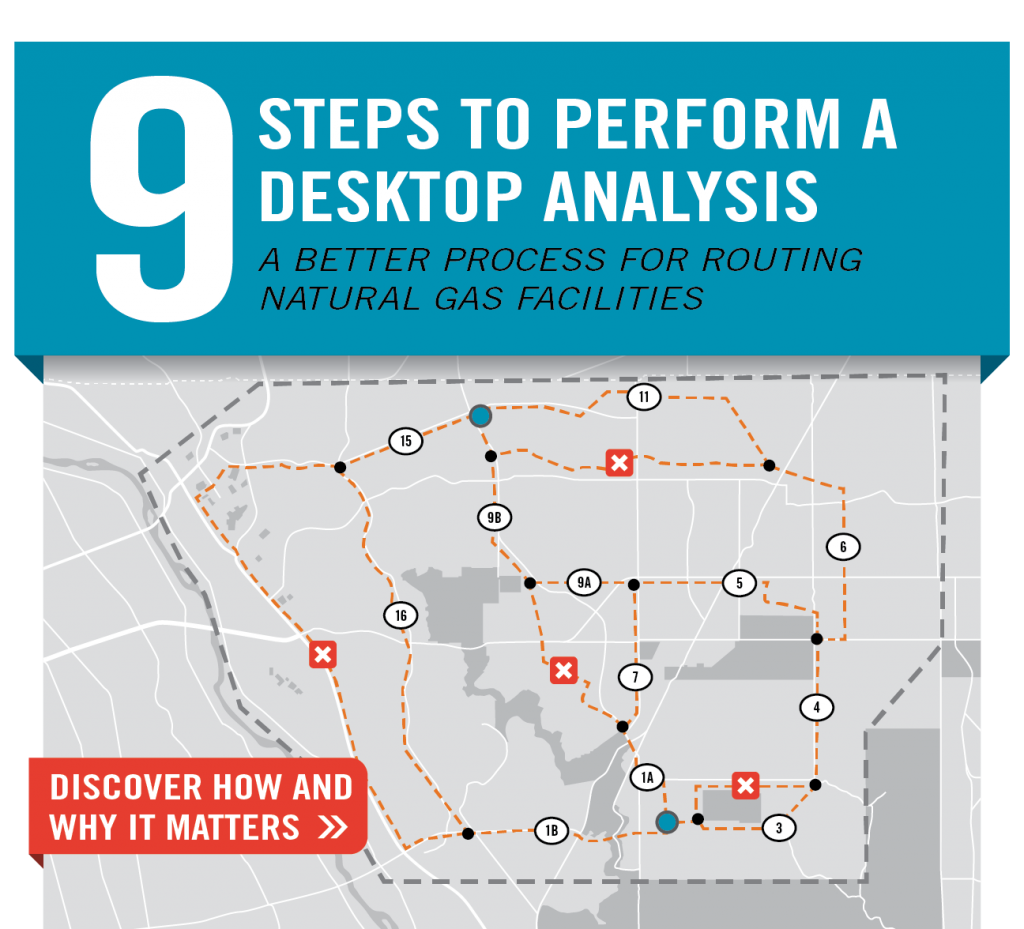 9
STEPS TO PERFORM A
DESKTOP ANALYSIS
A BETTER PROCESS FOR ROUTING
NATURAL GAS FACILITIES
11
15
9B
6
9A
5
16
7
4
1A
1B
3
DISCOVER HOW AND
WHY IT MATTERS »